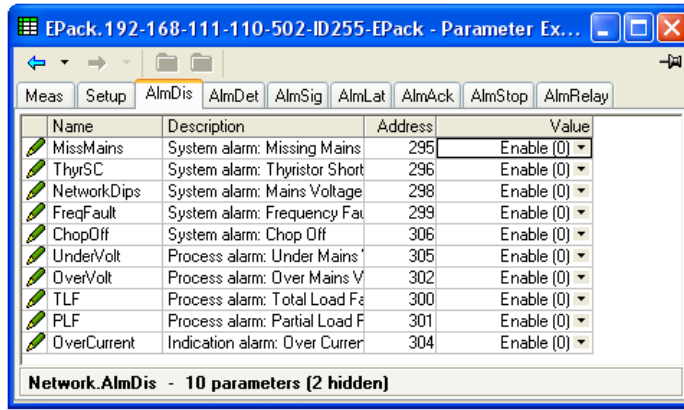 EPack.192-168-111-110-502-ID255-EPack - Parameter Ex...
Meas Setup AlmDis AlmDet AlmSig AlmLat AlmAck AlmStop AlmRelay
Name Description Address Value
MissMains System alarm: Missing Mains 295 Enable (0)
ThyrSC System alarm: Thyristor Short 296 Enable (0)
NetworkDips System alarm: Mains Voltage 298 Enable (0)
FreqFault System alarm: Frequency Fau 299 Enable (0)
ChopOff System alarm: Chop Off 306 Enable (0)
UnderVolt Process alarm: Under Mains 305 Enable (0)
OverVolt Process alarm: Over Mains V 302 Enable (0)
TLF Process alarm: Total Load Fa 300 Enable (0)
PLF Process alarm: Partial Load F 301 Enable (0)
OverCurrent Indication alarm: Over Curren 304 Enable (0)
Network.AlmDis - 10 parameters (2 hidden)